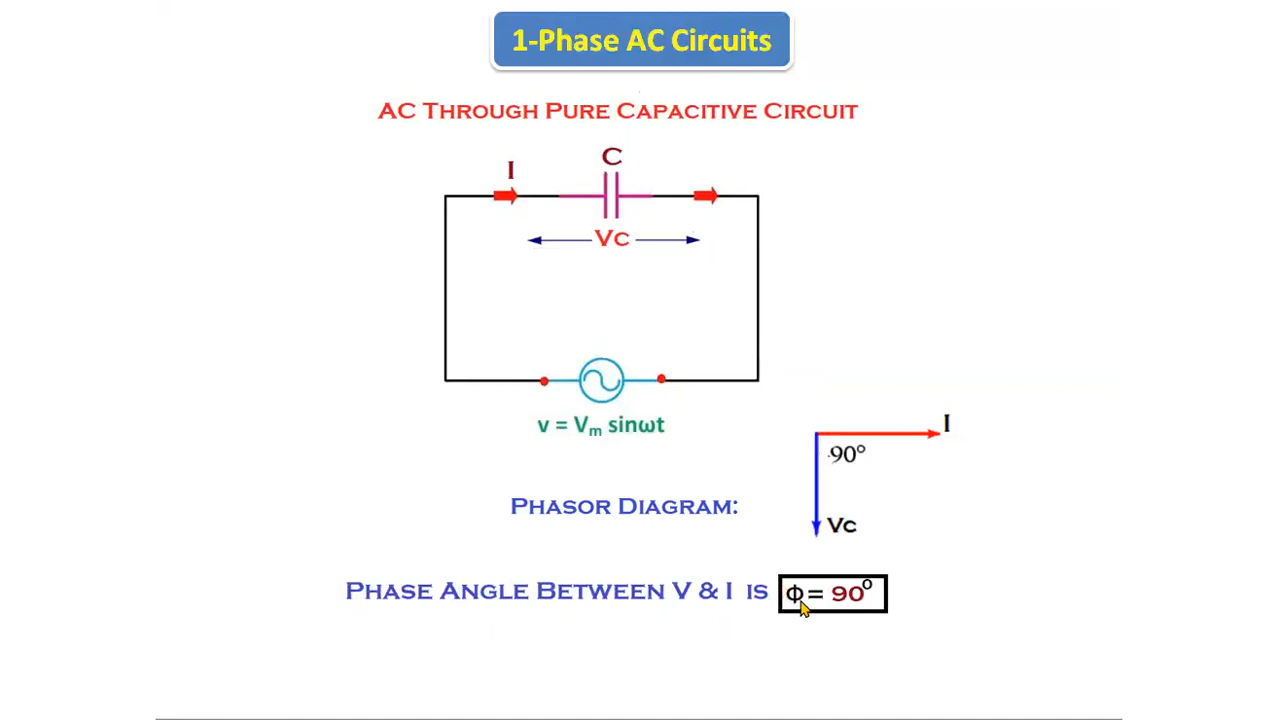 1-Phase AC Circuits
AC Through Pure Capacitive Circuit
I
C
Vc
v = Vm sinωt
I
90°
Phasor Diagram:
Vc
Phase Angle Between V & I is ϕ = 90°